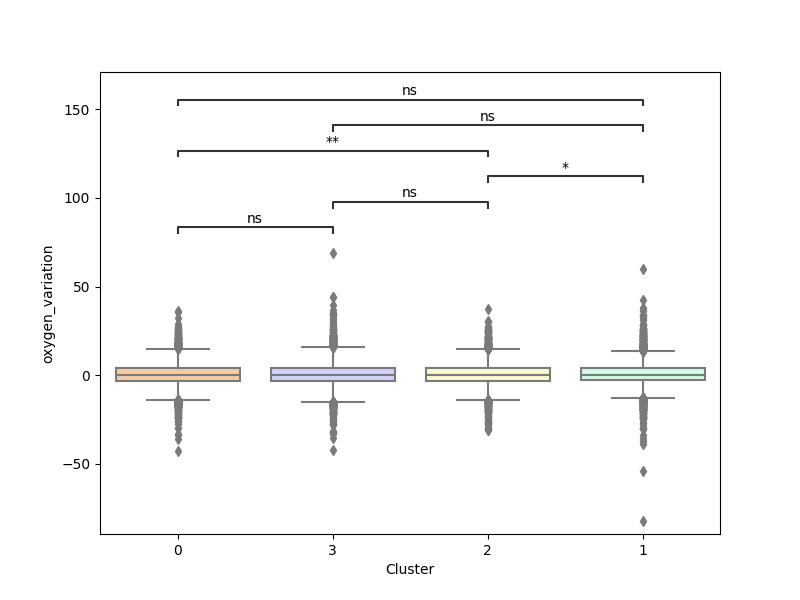 ns
150
ns
**
*
100
ns
ns
50
oxygen_variation
0
−50
0 3 2 1
Cluster